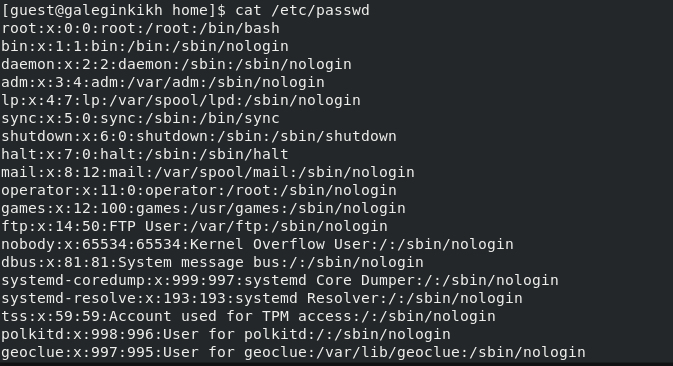 [guest@galeginkikh home]$ cat /etc/passwd
root:x:0:0:root:/root:/bin/bash
bin:x:1:1:bin:/bin:/sbin/nologin
daemon:x:2:2:daemon:/sbin:/sbin/nologin
adm:x:3:4:adm:/var/adm:/sbin/nologin
lp:x:4:7:lp:/var/spool/lpd:/sbin/nologin
sync:x:5:0:sync:/sbin:/bin/sync
shutdown:x:6:0:shutdown:/sbin:/sbin/shutdown
halt:x:7:0:halt:/sbin:/sbin/halt
mail:x:8:12:mail:/var/spool/mail:/sbin/nologin
operator:x:11:0:operator:/root:/sbin/nologin
games:x:12:100:games:/usr/games:/sbin/nologin
ftp:x:14:50:FTP User:/var/ftp:/sbin/nologin
nobody:x:65534:65534:Kernel Overflow User:/:/sbin/nologin
dbus:x:81:81:System message bus:/:/sbin/nologin
systemd-coredump:x:999:997:systemd Core Dumper:/:/sbin/nologin
systemd-resolve:x:193:193:systemd Resolver:/:/sbin/nologin
tss:x:59:59:Account used for TPM access:/:/sbin/nologin
polkitd:x:998:996:User for polkitd:/:/sbin/nologin
geoclue:x:997:995:User for geoclue:/var/lib/geoclue:/sbin/nologin